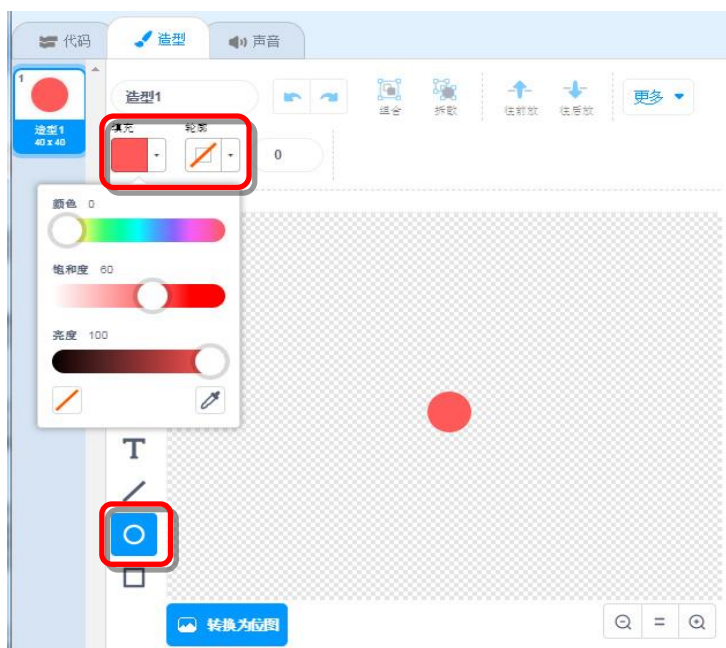 代码
造型
声音
1
造型1
40 x 40
造型1
组合
拆散
往前放
往后放
更多
填充
轮廓
0
颜色 0
饱和度 60
亮度 100
T
转换为位图